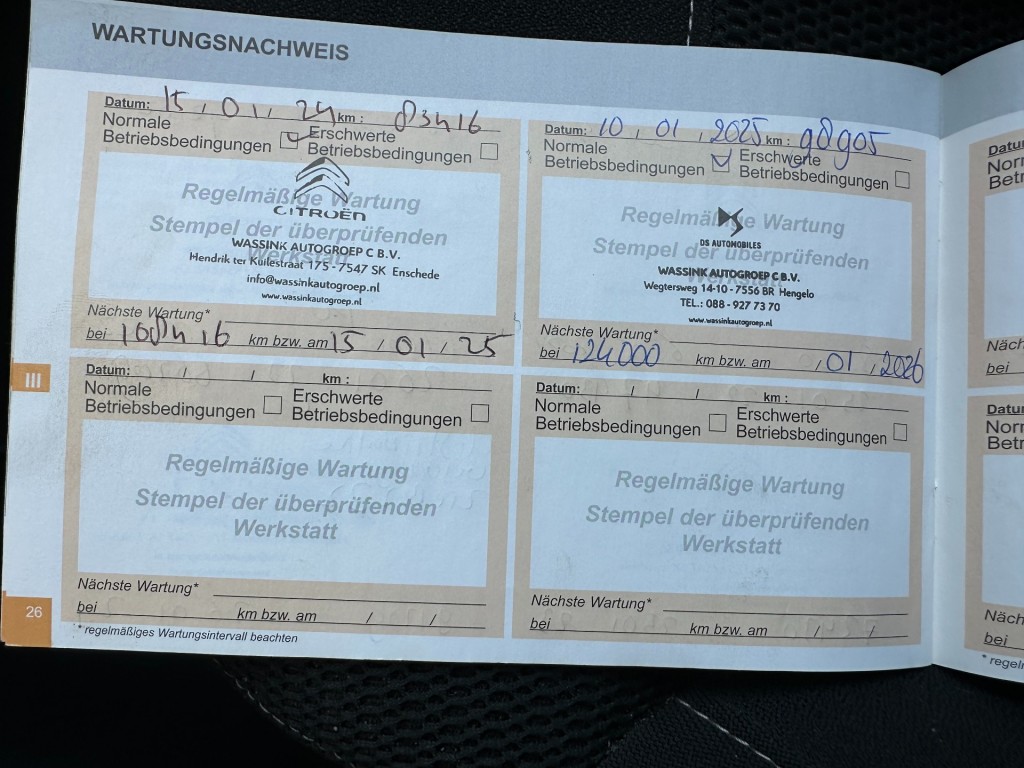 WARTUNGSNACHWEIS
Datum: 15 / 01 / 24 km : 83416
Normale Betriebsbedingungen
Erschwerte Betriebsbedingungen
Regelmäßige Wartung
CITROËN
Stempel der überprüfenden
Werkstatt
WASSINK AUTOGROEP C B.V.
Hendrik ter Kuilestraat 175 - 7547 SK Enschede
info@wassinkautogroep.nl
www.wassinkautogroep.nl
Nächste Wartung*
bei 108416 km bzw. am 15 / 01 / 25
Datum: 10 / 01 / 2025 km : 98905
Normale Betriebsbedingungen
Erschwerte Betriebsbedingungen
Regelmäßige Wartung
DS AUTOMOBILES
Stempel der überprüfenden
Werkstatt
WASSINK AUTOGROEP C B.V.
Wegtersweg 14-10 - 7556 BR Hengelo
TEL.: 088 - 927 73 70
www.wassinkautogroep.nl
Nächste Wartung*
bei 124000 km bzw. am / 01 / 2026
III
Datum: / / km :
Normale Betriebsbedingungen
Erschwerte Betriebsbedingungen
Regelmäßige Wartung
Stempel der überprüfenden
Werkstatt
Nächste Wartung*
bei km bzw. am / /
Datum: / / km :
Normale Betriebsbedingungen
Erschwerte Betriebsbedingungen
Regelmäßige Wartung
Stempel der überprüfenden
Werkstatt
Nächste Wartung*
bei km bzw. am / /
26
* regelmäßiges Wartungsintervall beachten
bei
bei